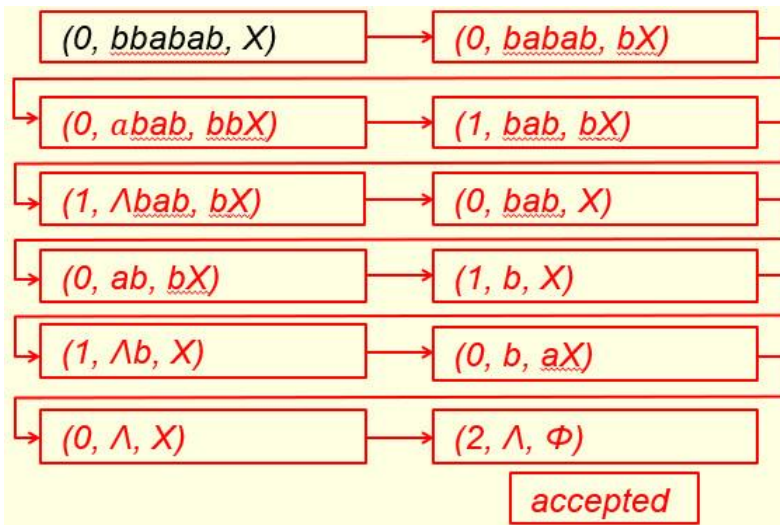 (0, bbabab, X) (0, babab, bX)
(0, abab, bbX) (1, bab, bX)
(1, Λbab, bX) (0, bab, X)
(0, ab, bX) (1, b, X)
(1, Λb, X) (0, b, aX)
(0, Λ, X) (2, Λ, Φ)
accepted